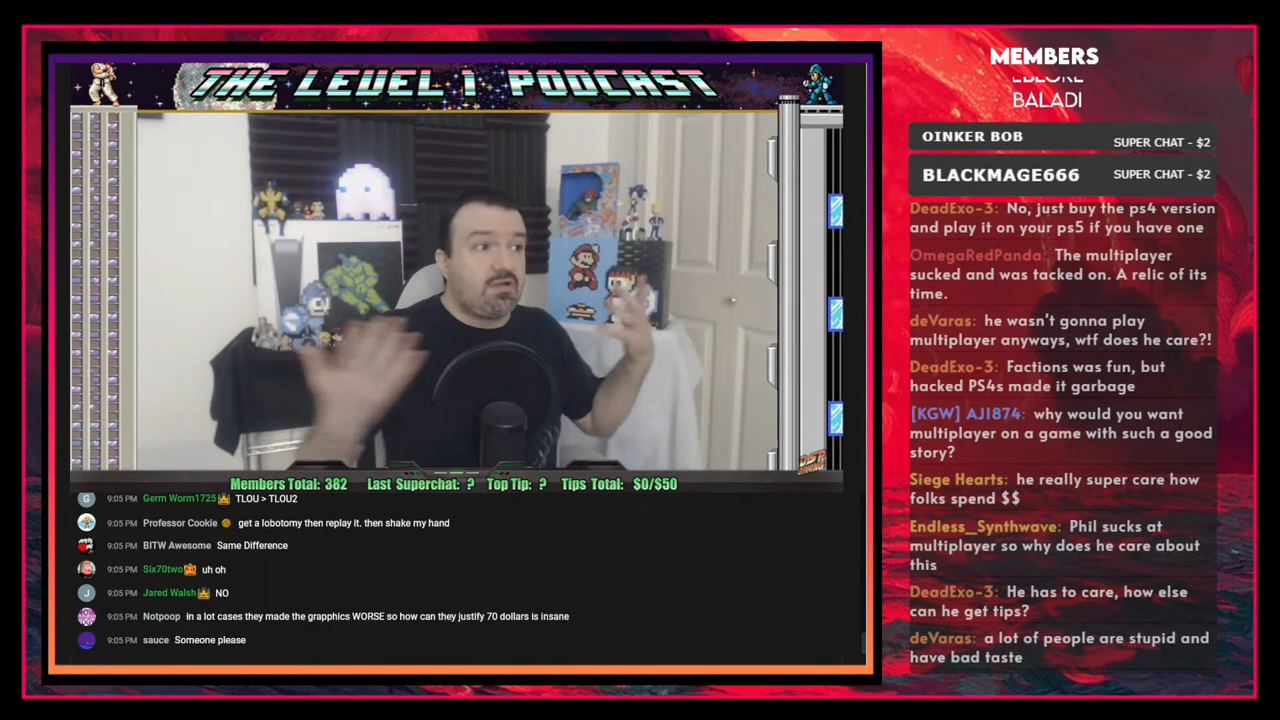 THE LEVEL 1 PODCAST
DSP
GAMING
Members Total: 382 Last Superchat: ? Top Tip: ? Tips Total: $0/$50
G 9:05 PM Germ Worm1725 TLOU > TLOU2
9:05 PM Professor Cookie get a lobotomy then replay it. then shake my hand
9:05 PM BITW Awesome Same Difference
9:05 PM Six70two uh oh
J 9:05 PM Jared Walsh NO
9:05 PM Notpoop in a lot cases they made the grapphics WORSE so how can they justify 70 dollars is insane
9:05 PM sauce Someone please
MEMBERS
BALADI
OINKER BOB SUPER CHAT - $2
BLACKMAGE666 SUPER CHAT - $2
DeadExo-3: No, just buy the ps4 version
and play it on your ps5 if you have one
OmegaRedPanda: The multiplayer
sucked and was tacked on. A relic of its
time.
deVaras: he wasn't gonna play
multiplayer anyways, wtf does he care?!
DeadExo-3: Factions was fun, but
hacked PS4s made it garbage
[KGW] AJ1874: why would you want
multiplayer on a game with such a good
story?
Siege Hearts: he really super care how
folks spend $$
Endless_Synthwave: Phil sucks at
multiplayer so why does he care about
this
DeadExo-3: He has to care, how else
can he get tips?
deVaras: a lot of people are stupid and
have bad taste